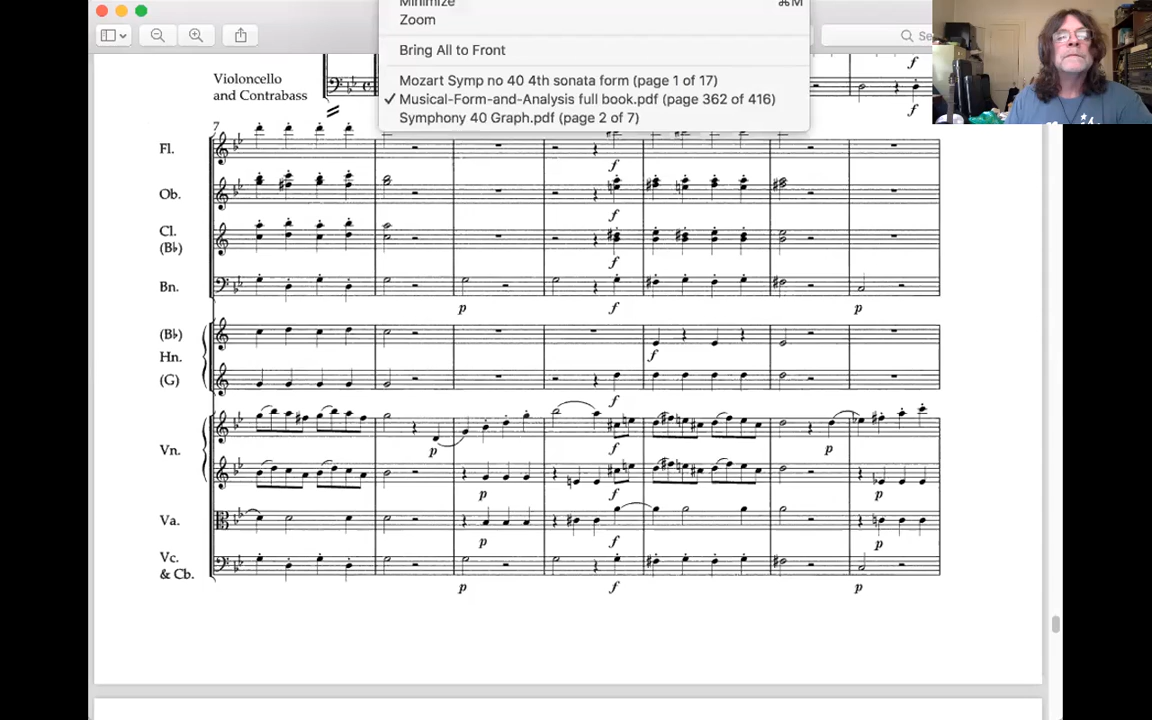 Minimize ⌘M
Zoom
Se
Bring All to Front
Violoncello
and Contrabass
Mozart Symp no 40 4th sonata form (page 1 of 17)
✓ Musical-Form-and-Analysis full book.pdf (page 362 of 416)
Symphony 40 Graph.pdf (page 2 of 7)
f
f
7
Fl.
f
Ob.
f
Cl.
(B♭)
f
Bn.
p f p
(B♭)
Hn.
f
(G)
f
Vn.
p f p
p f p
Va.
p f p
Vc.
& Cb.
p f p